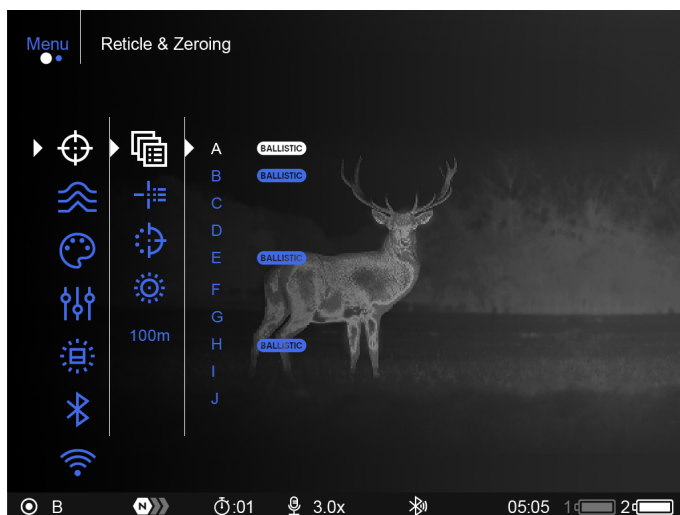 Menu
Reticle & Zeroing
A BALLISTIC
B BALLISTIC
C
D
E BALLISTIC
F
G
100m
H BALLISTIC
I
J
B N :01 3.0x 05:05 1 2